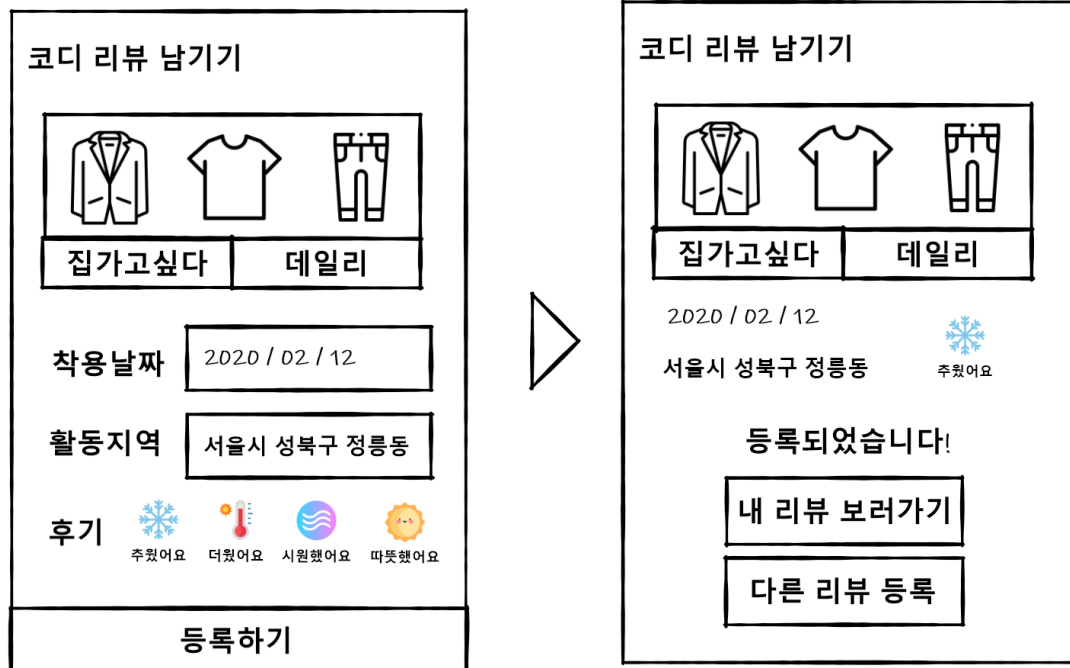 코디 리뷰 남기기
집가고싶다
데일리
착용날짜
2020 / 02 / 12
활동지역
서울시 성북구 정릉동
후기
추웠어요
더웠어요
시원했어요
따뜻했어요
등록하기
코디 리뷰 남기기
집가고싶다
데일리
2020 / 02 / 12
서울시 성북구 정릉동
추웠어요
등록되었습니다!
내 리뷰 보러가기
다른 리뷰 등록